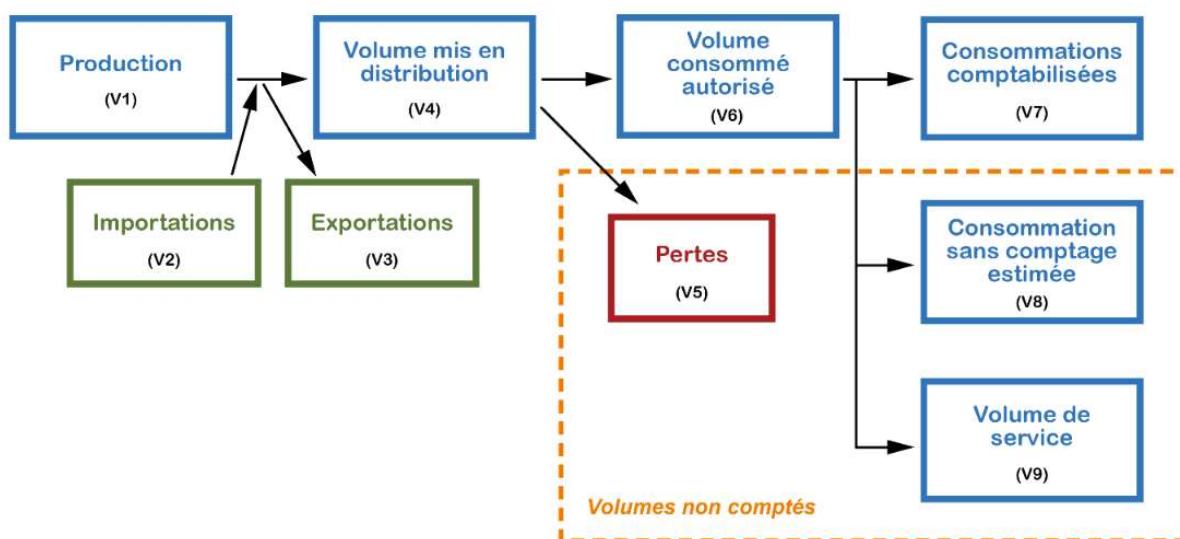 Production
(V1)
Volume mis en
distribution
(V4)
Volume
consommé
autorisé
(V6)
Consommations
comptabilisées
(V7)
Importations
(V2)
Exportations
(V3)
Pertes
(V5)
Consommation
sans comptage
estimée
(V8)
Volume de
service
(V9)
Volumes non comptés